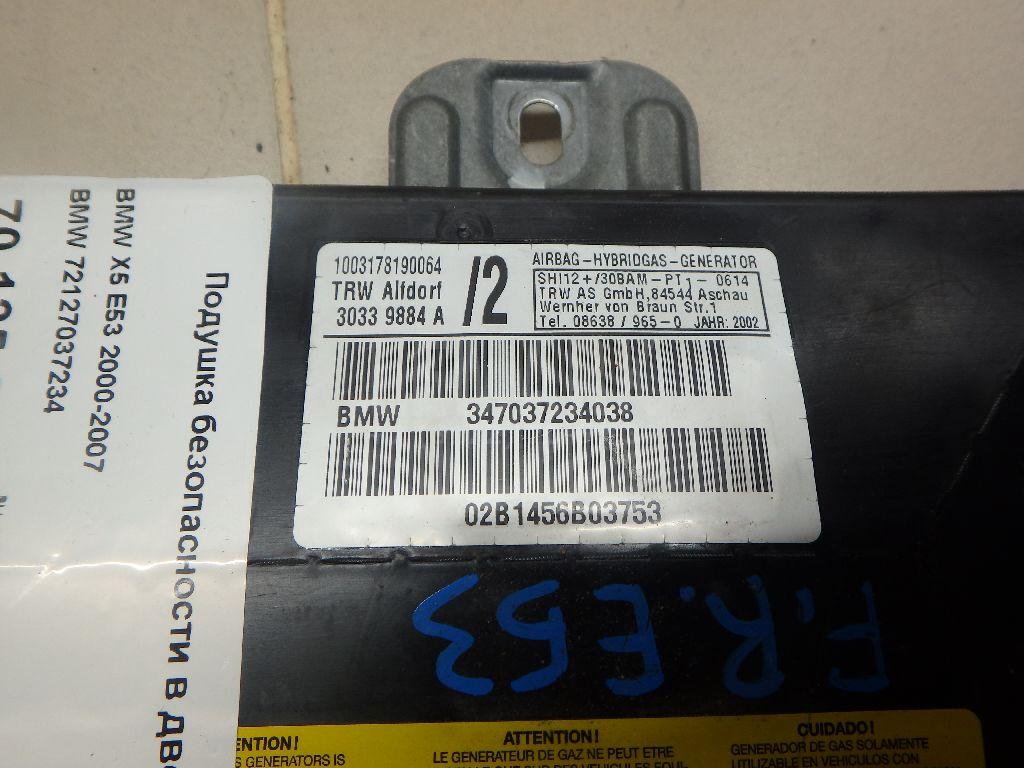 1003178190064
TRW Alfdorf
3033 9884 A
/2
AIRBAG-HYBRIDGAS-GENERATOR
SHI12+/30BAM-PT1- 0614
TRW AS GmbH,84544 Aschau
Wernher von Braun Str.1
Tel. 08638 / 965-0 JAHR: 2002
BMW 347037234038
02B1456B03753
F.R.E53
Подушка безопасности в
BMW X5 E53 2000-2007
BMW 72127037234
ATTENTION!
LE GENERATEUR DE GAZ NE PEUT ETRE
CUIDADO!
GENERADOR DE GAS SOLAMENTE
UTILIZABLE EN VEHICULOS CON
GENERATORS IS